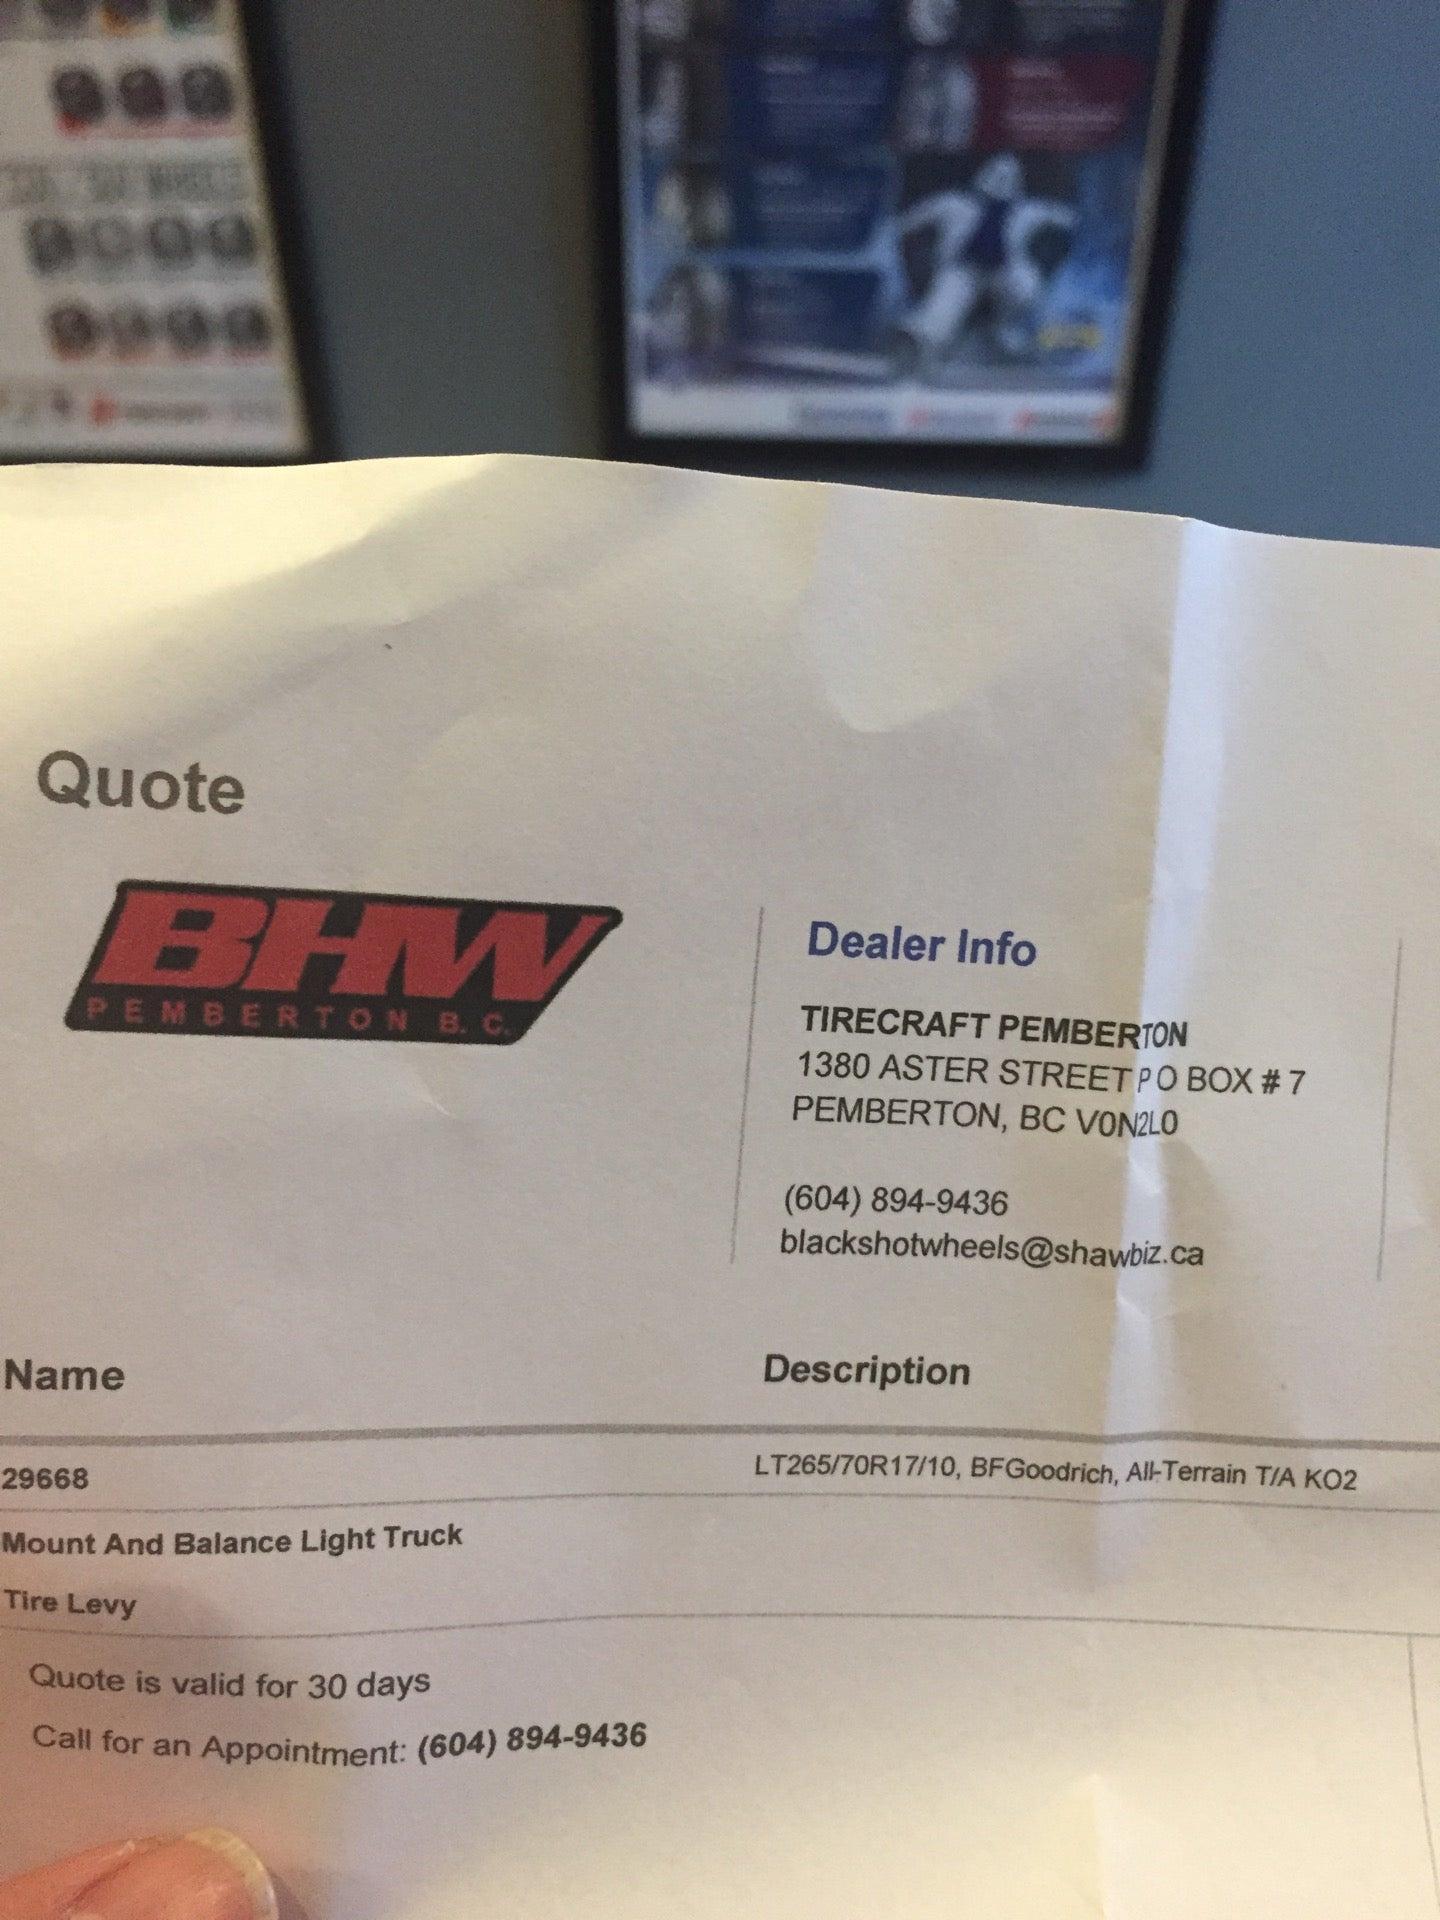 Quote
BHW
PEMBERTON B.C.
Dealer Info
TIRECRAFT PEMBERTON
1380 ASTER STREET PO BOX # 7
PEMBERTON, BC V0N2L0
(604) 894-9436
blackshotwheels@shawbiz.ca
Name Description
29668 LT265/70R17/10, BFGoodrich, All-Terrain T/A KO2
Mount And Balance Light Truck
Tire Levy
Quote is valid for 30 days
Call for an Appointment: (604) 894-9436